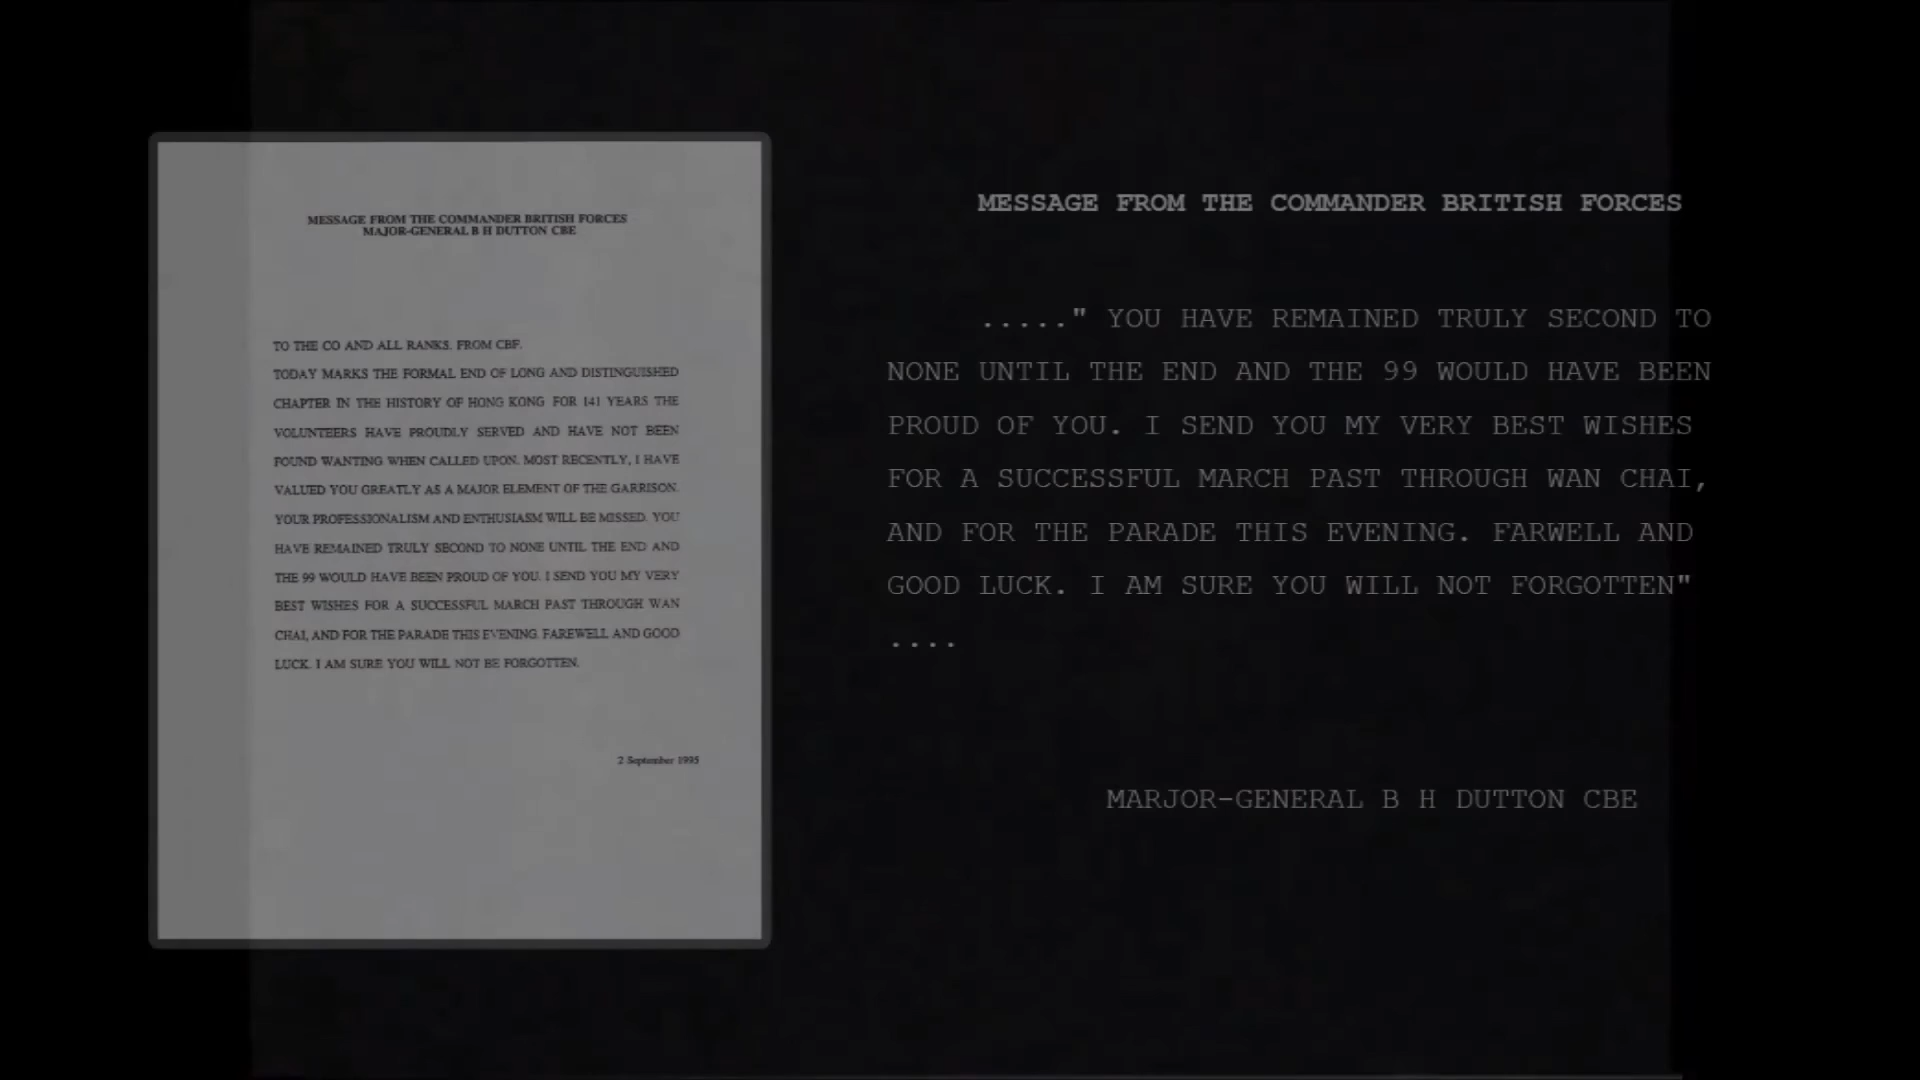 MESSAGE FROM THE COMMANDER BRITISH FORCES
MAJOR-GENERAL B H DUTTON CBE
TO THE CO AND ALL RANKS. FROM CBF.
TODAY MARKS THE FORMAL END OF LONG AND DISTINGUISHED
CHAPTER IN THE HISTORY OF HONG KONG FOR 141 YEARS THE
VOLUNTEERS HAVE PROUDLY SERVED AND HAVE NOT BEEN
FOUND WANTING WHEN CALLED UPON. MOST RECENTLY, I HAVE
VALUED YOU GREATLY AS A MAJOR ELEMENT OF THE GARRISON.
YOUR PROFESSIONALISM AND ENTHUSIASM WILL BE MISSED. YOU
HAVE REMAINED TRULY SECOND TO NONE UNTIL THE END AND
THE 99 WOULD HAVE BEEN PROUD OF YOU. I SEND YOU MY VERY
BEST WISHES FOR A SUCCESSFUL MARCH PAST THROUGH WAN
CHAI, AND FOR THE PARADE THIS EVENING. FAREWELL AND GOOD
LUCK. I AM SURE YOU WILL NOT BE FORGOTTEN.
2 September 1995
MESSAGE FROM THE COMMANDER BRITISH FORCES
....." YOU HAVE REMAINED TRULY SECOND TO
NONE UNTIL THE END AND THE 99 WOULD HAVE BEEN
PROUD OF YOU. I SEND YOU MY VERY BEST WISHES
FOR A SUCCESSFUL MARCH PAST THROUGH WAN CHAI,
AND FOR THE PARADE THIS EVENING. FARWELL AND
GOOD LUCK. I AM SURE YOU WILL NOT FORGOTTEN"
....
MARJOR-GENERAL B H DUTTON CBE